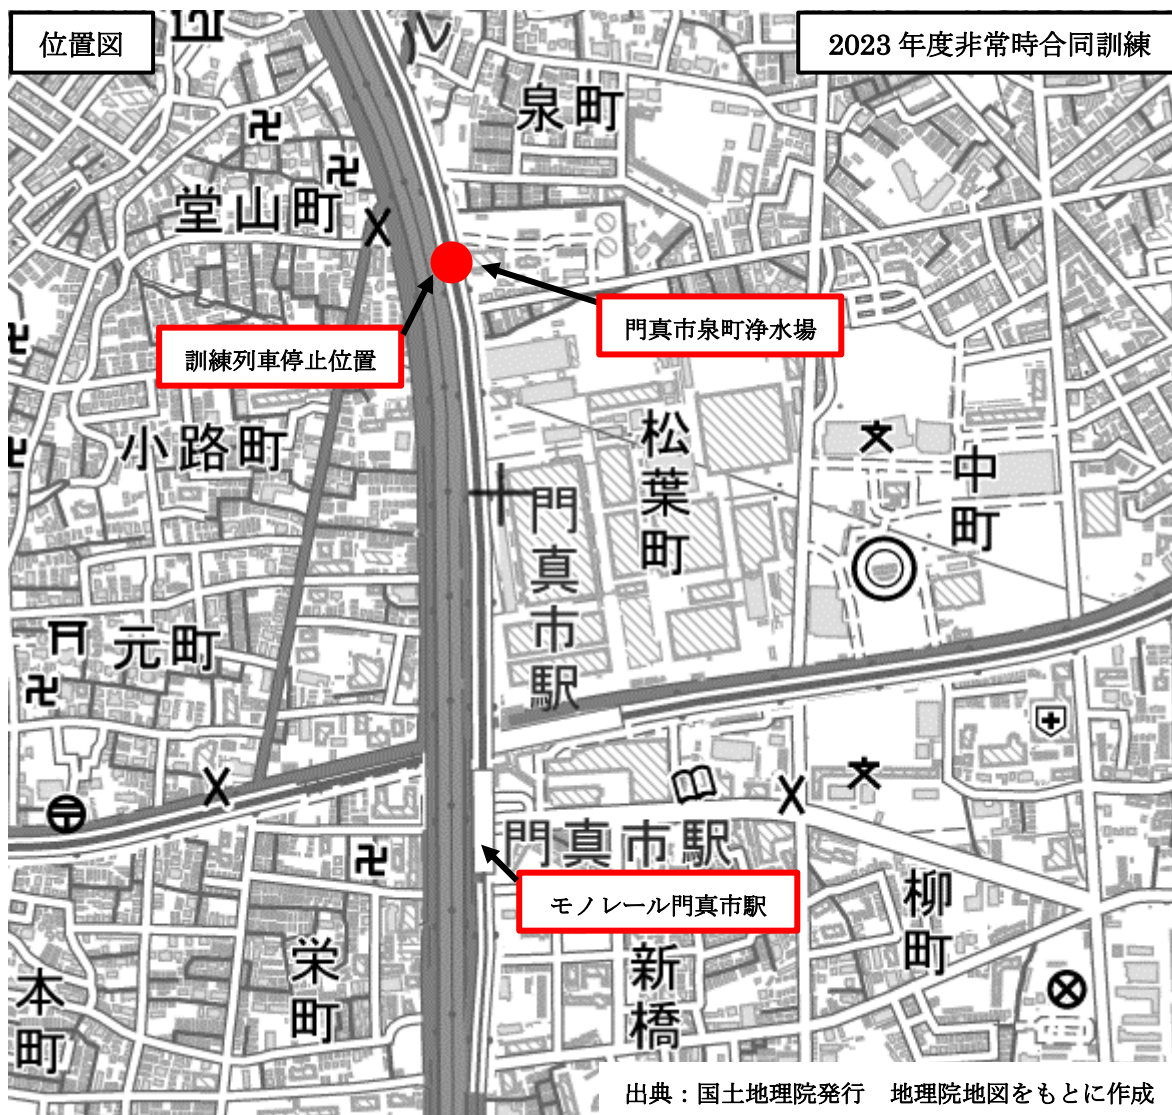 位置図
2023年度非常時合同訓練
泉町
堂山町
門真市泉町浄水場
訓練列車停止位置
小路町
松葉町
中町
門真市駅
元町
門真市駅
モノレール門真市駅
柳町
新橋
栄町
本町
出典：国土地理院発行　地理院地図をもとに作成